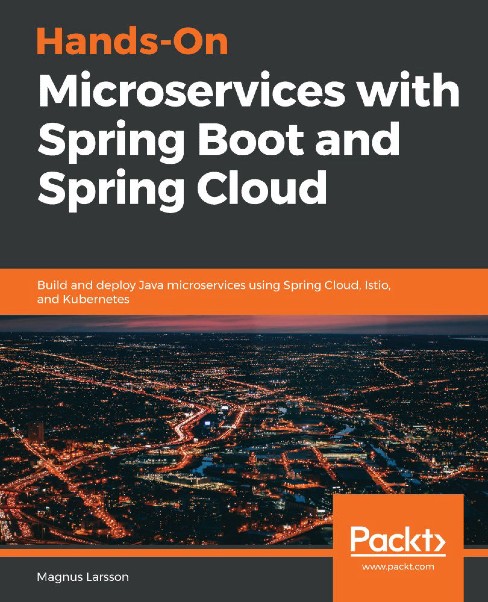 Hands-On
Microservices with
Spring Boot and
Spring Cloud
Build and deploy Java microservices using Spring Cloud, Istio,
and Kubernetes
Packt>
www.packt.com
Magnus Larsson